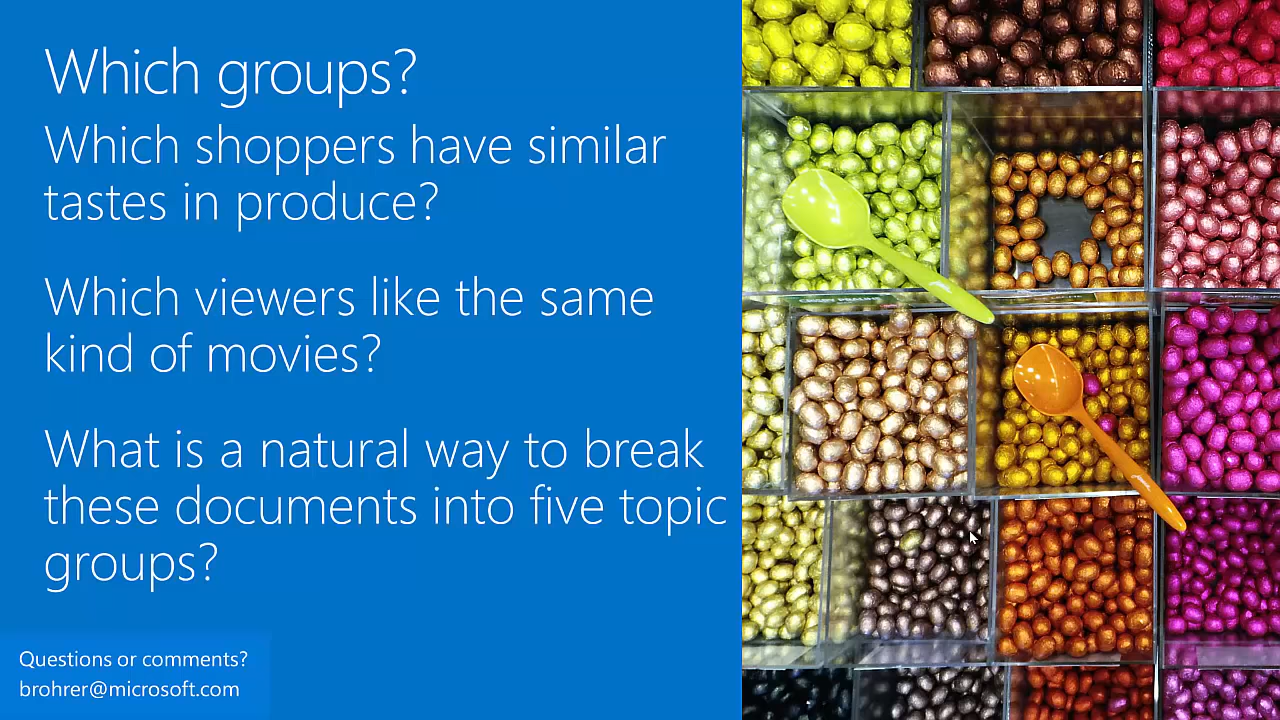 Which groups?
Which shoppers have similar
tastes in produce?
Which viewers like the same
kind of movies?
What is a natural way to break
these documents into five topic
groups?
Questions or comments?
brohrer@microsoft.com